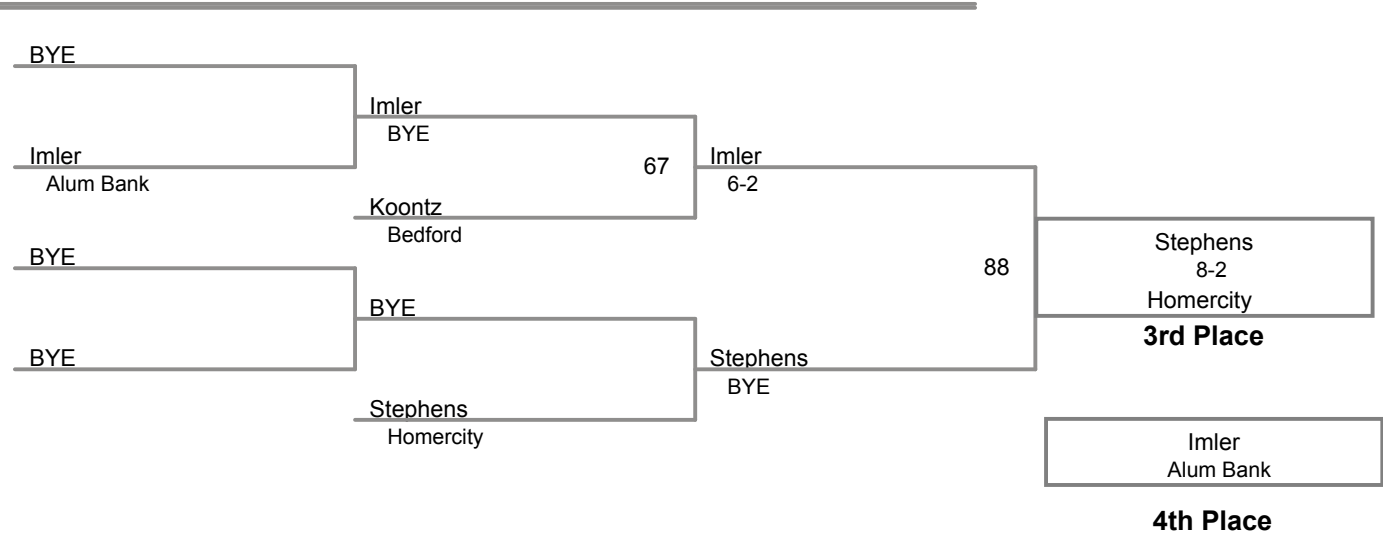 BYE
Imler
BYE
Imler
Alum Bank
67
Imler
6-2
Koontz
Bedford
BYE
88
Stephens
8-2
Homercity
3rd Place
BYE
BYE
Stephens
BYE
Stephens
Homercity
Imler
Alum Bank
4th Place